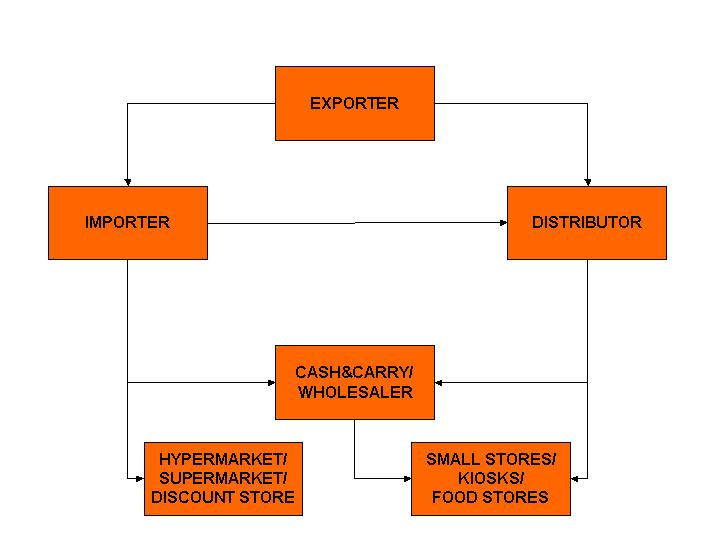 EXPORTER
IMPORTER
DISTRIBUTOR
CASH&CARRY/
WHOLESALER
HYPERMARKET/
SUPERMARKET/
DISCOUNT STORE
SMALL STORES/
KIOSKS/
FOOD STORES